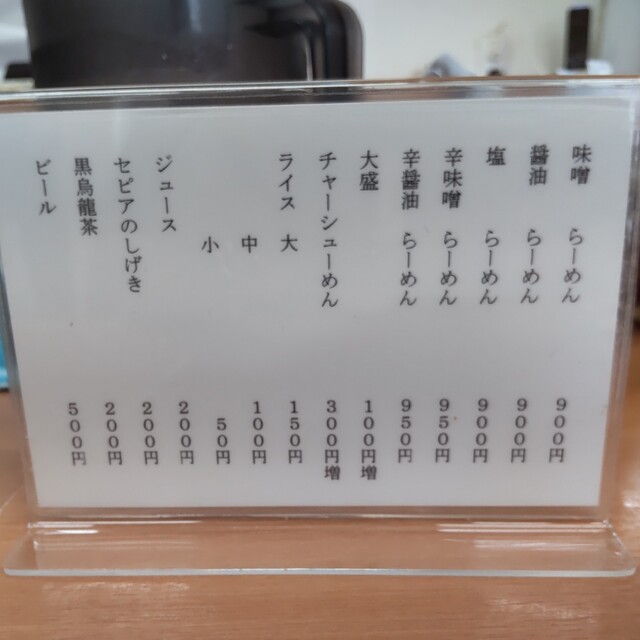 味噌 らーめん 900円
醤油 らーめん 900円
塩 らーめん 900円
辛味噌 らーめん 950円
辛醤油 らーめん 950円
大盛 100円増
チャーシューめん 300円増
ライス 大 150円
中 100円
小 50円
ジュース 200円
セピアのしげき 200円
黒烏龍茶 200円
ビール 500円